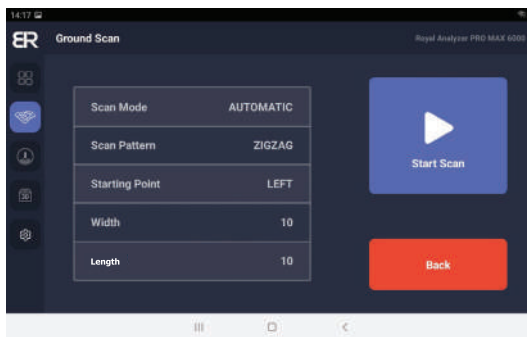 14:17
ER Ground Scan Royal Analyzer PRO MAX 6000
Scan Mode AUTOMATIC
Scan Pattern ZIGZAG
Starting Point LEFT
Width 10
Length 10
Start Scan
Back
3D